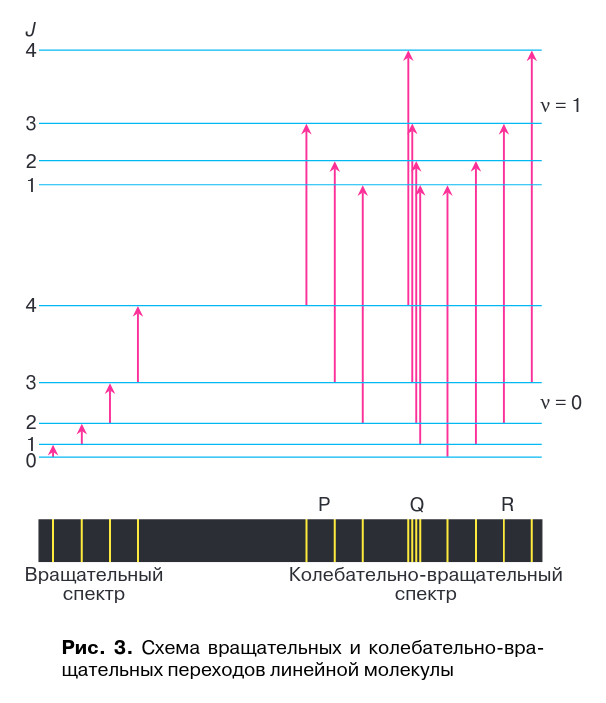 J
4
ν = 1
3
2
1
4
3
ν = 0
2
1
0
P Q R
Вращательный
спектр
Колебательно-вращательный
спектр
Рис. 3. Схема вращательных и колебательно-вра-
щательных переходов линейной молекулы